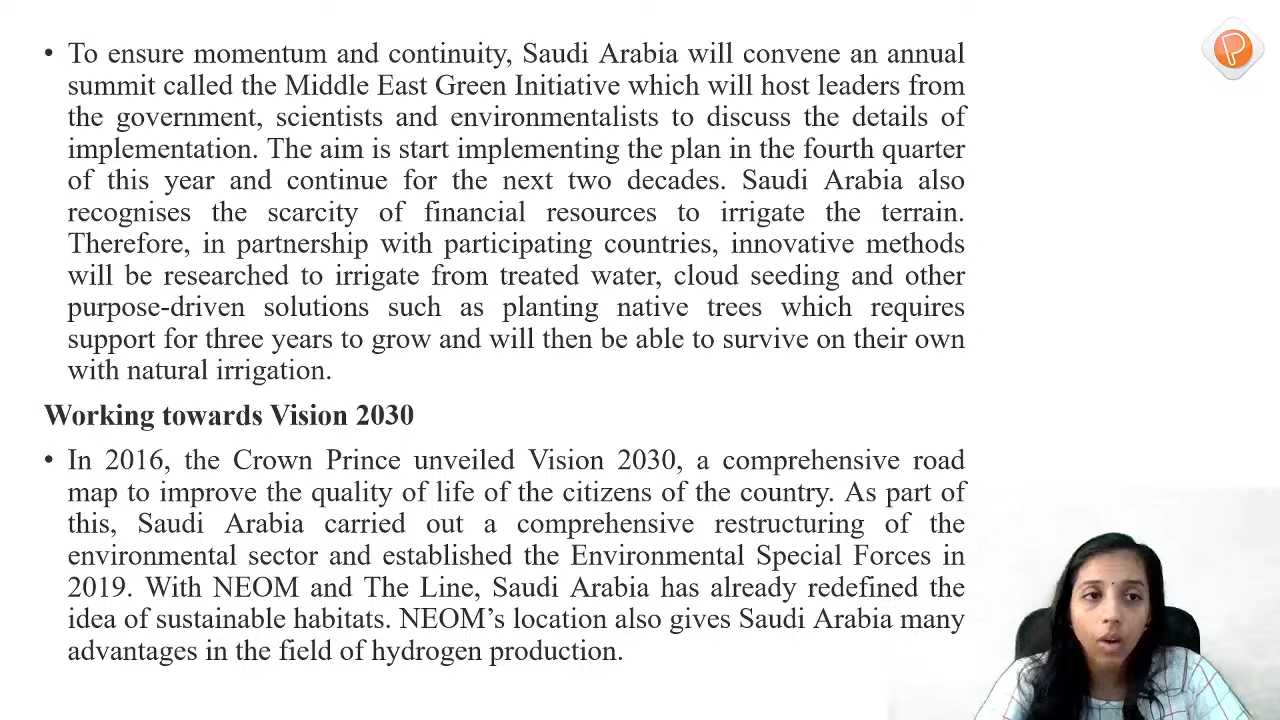 • To ensure momentum and continuity, Saudi Arabia will convene an annual
summit called the Middle East Green Initiative which will host leaders from
the government, scientists and environmentalists to discuss the details of
implementation. The aim is start implementing the plan in the fourth quarter
of this year and continue for the next two decades. Saudi Arabia also
recognises the scarcity of financial resources to irrigate the terrain.
Therefore, in partnership with participating countries, innovative methods
will be researched to irrigate from treated water, cloud seeding and other
purpose-driven solutions such as planting native trees which requires
support for three years to grow and will then be able to survive on their own
with natural irrigation.
Working towards Vision 2030
• In 2016, the Crown Prince unveiled Vision 2030, a comprehensive road
map to improve the quality of life of the citizens of the country. As part of
this, Saudi Arabia carried out a comprehensive restructuring of the
environmental sector and established the Environmental Special Forces in
2019. With NEOM and The Line, Saudi Arabia has already redefined the
idea of sustainable habitats. NEOM’s location also gives Saudi Arabia many
advantages in the field of hydrogen production.
P